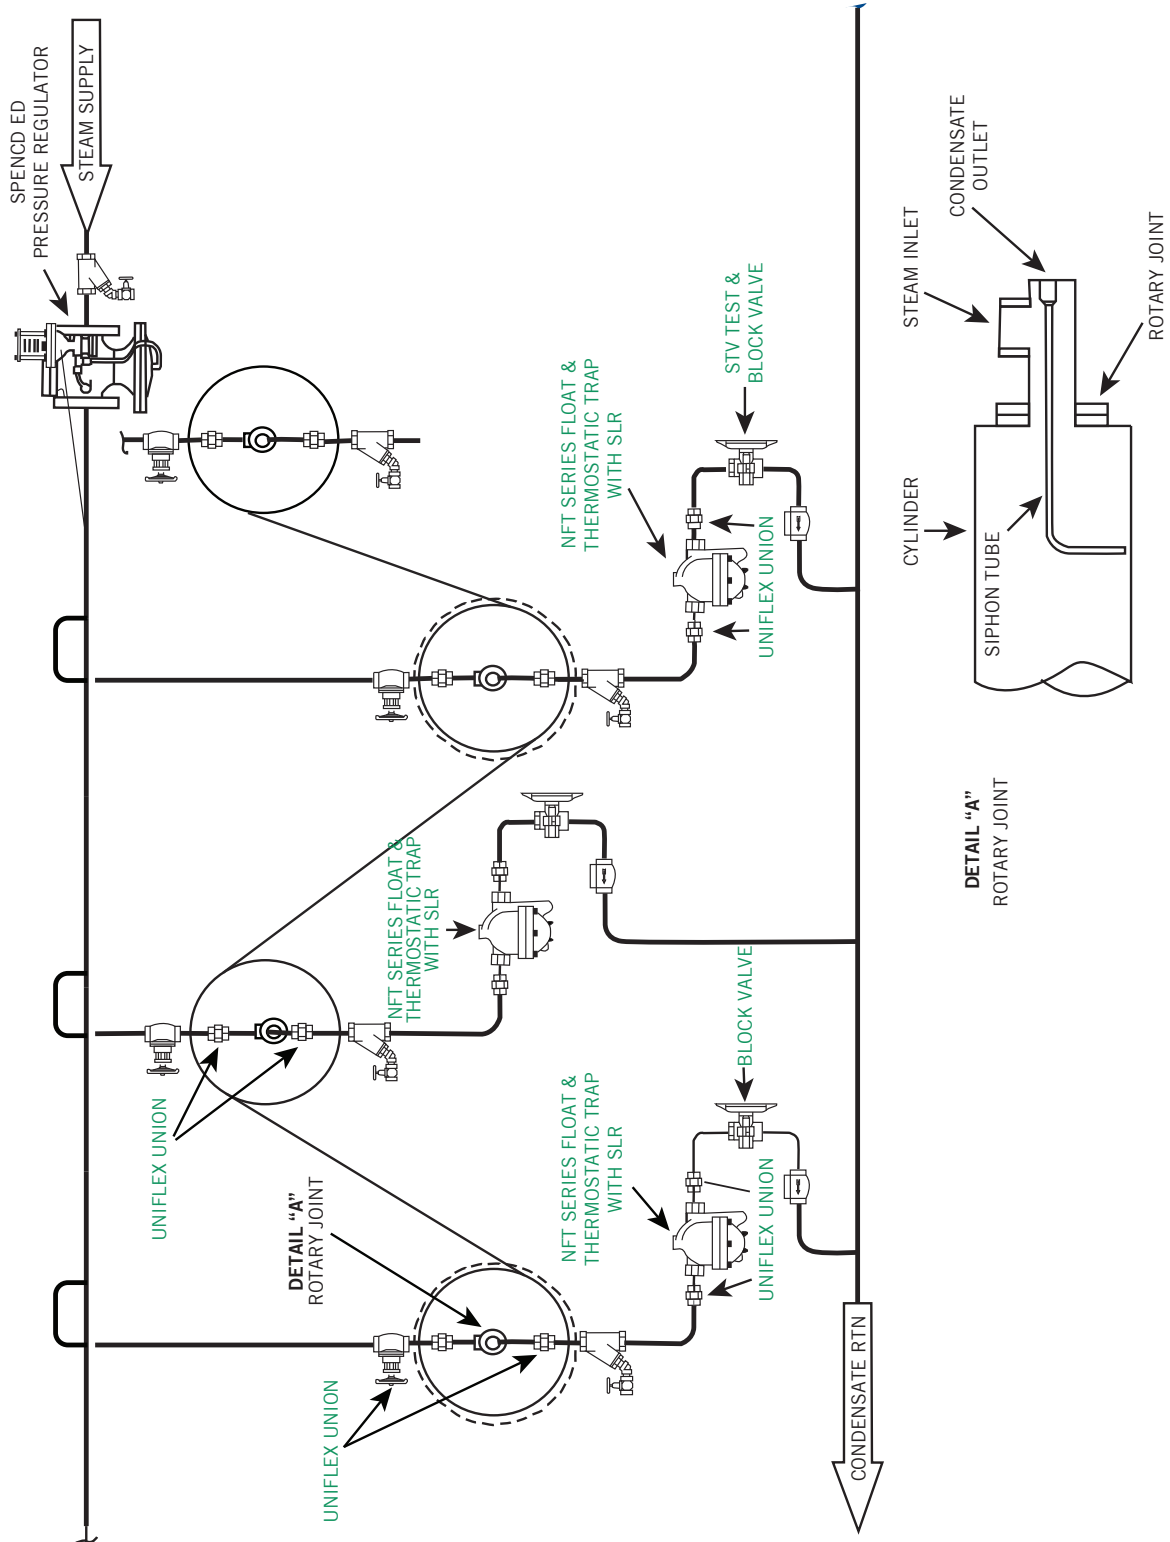 SPENCD ED
PRESSURE REGULATOR
STEAM SUPPLY
NFT SERIES FLOAT &
THERMOSTATIC TRAP
WITH SLR
STV TEST &
BLOCK VALVE
UNIFLEX UNION
NFT SERIES FLOAT &
THERMOSTATIC TRAP
WITH SLR
UNIFLEX UNION
DETAIL “A”
ROTARY JOINT
NFT SERIES FLOAT &
THERMOSTATIC TRAP
WITH SLR
BLOCK VALVE
UNIFLEX UNION
UNIFLEX UNION
CONDENSATE RTN
STEAM INLET
CONDENSATE
OUTLET
ROTARY JOINT
CYLINDER
SIPHON TUBE
DETAIL “A”
ROTARY JOINT